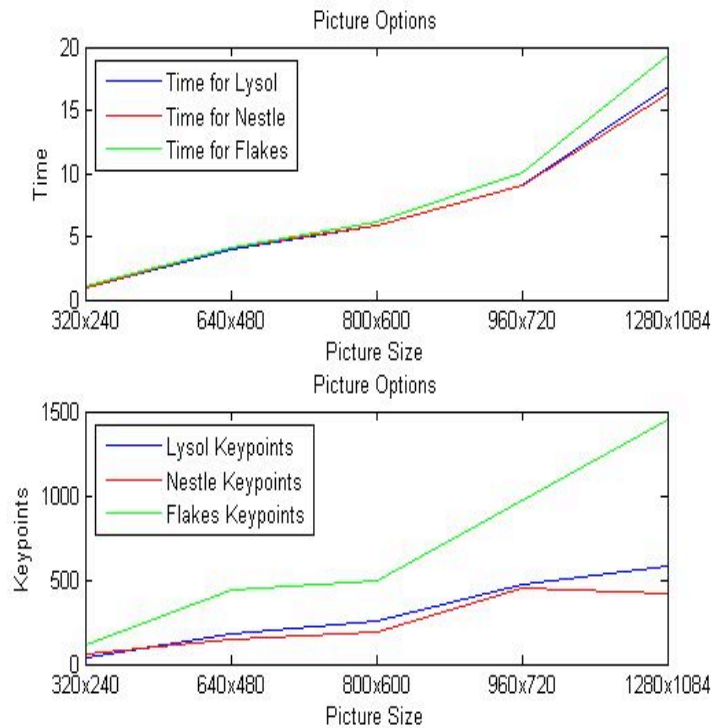 Picture Options
20
15
10
5
0
Time
Time for Lysol
Time for Nestle
Time for Flakes
320x240 640x480 800x600 960x720 1280x1084
Picture Size
Picture Options
1500
1000
500
0
Keypoints
Lysol Keypoints
Nestle Keypoints
Flakes Keypoints
320x240 640x480 800x600 960x720 1280x1084
Picture Size